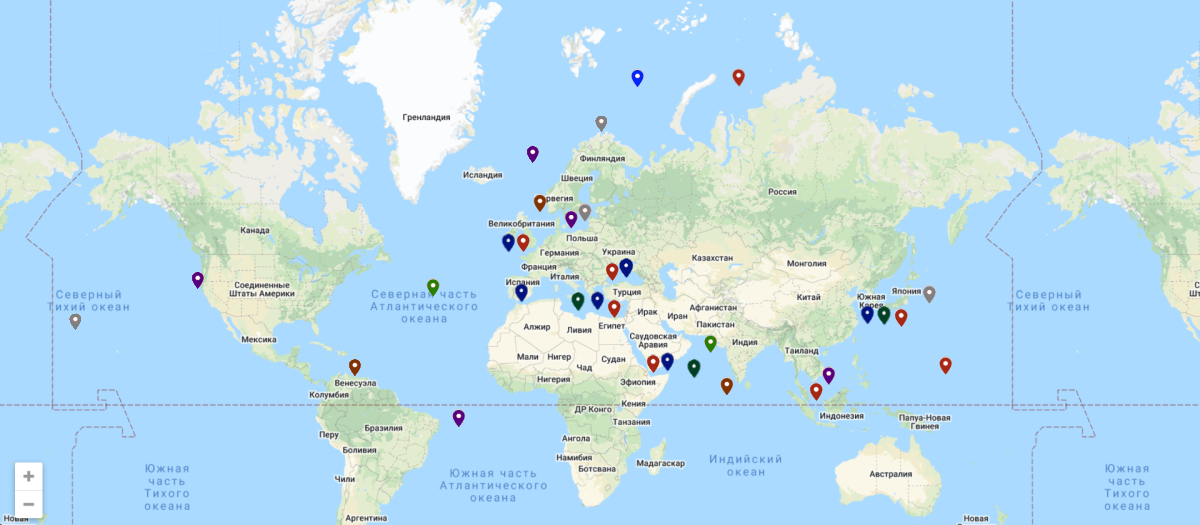 Гренландия
Исландия
Финляндия
Швеция
рвегия
Россия
Великобритания
Польша
Канада
Германия
Украина
Казахстан
Монголия
Франция
Италия
Испания
Турция
Соединенные
Штаты Америки
Северный
Тихий океан
Северная часть
Атлантического
океана
Китай
Япония
Южная
Корея
Северный
Тихий океан
Афганистан
Ирак
Иран
Пакистан
Алжир
Ливия
Египет
Саудовская
Аравия
Индия
Мексика
Таиланд
Мали
Нигер
Судан
Чад
Нигерия
Эфиопия
Венесуэла
Колумбия
ДР Конго
Кения
Танзания
Индонезия
Папуа-Новая
Гвинея
Перу
Бразилия
Боливия
Ангола
Намибия
Ботсвана
Мадагаскар
Индийский
океан
Австралия
Чили
Южная
часть
Тихого
океана
Южная часть
Атлантического
океана
Южная
часть
Тихого
океана
+
−
Новая
Аргентина
Новая